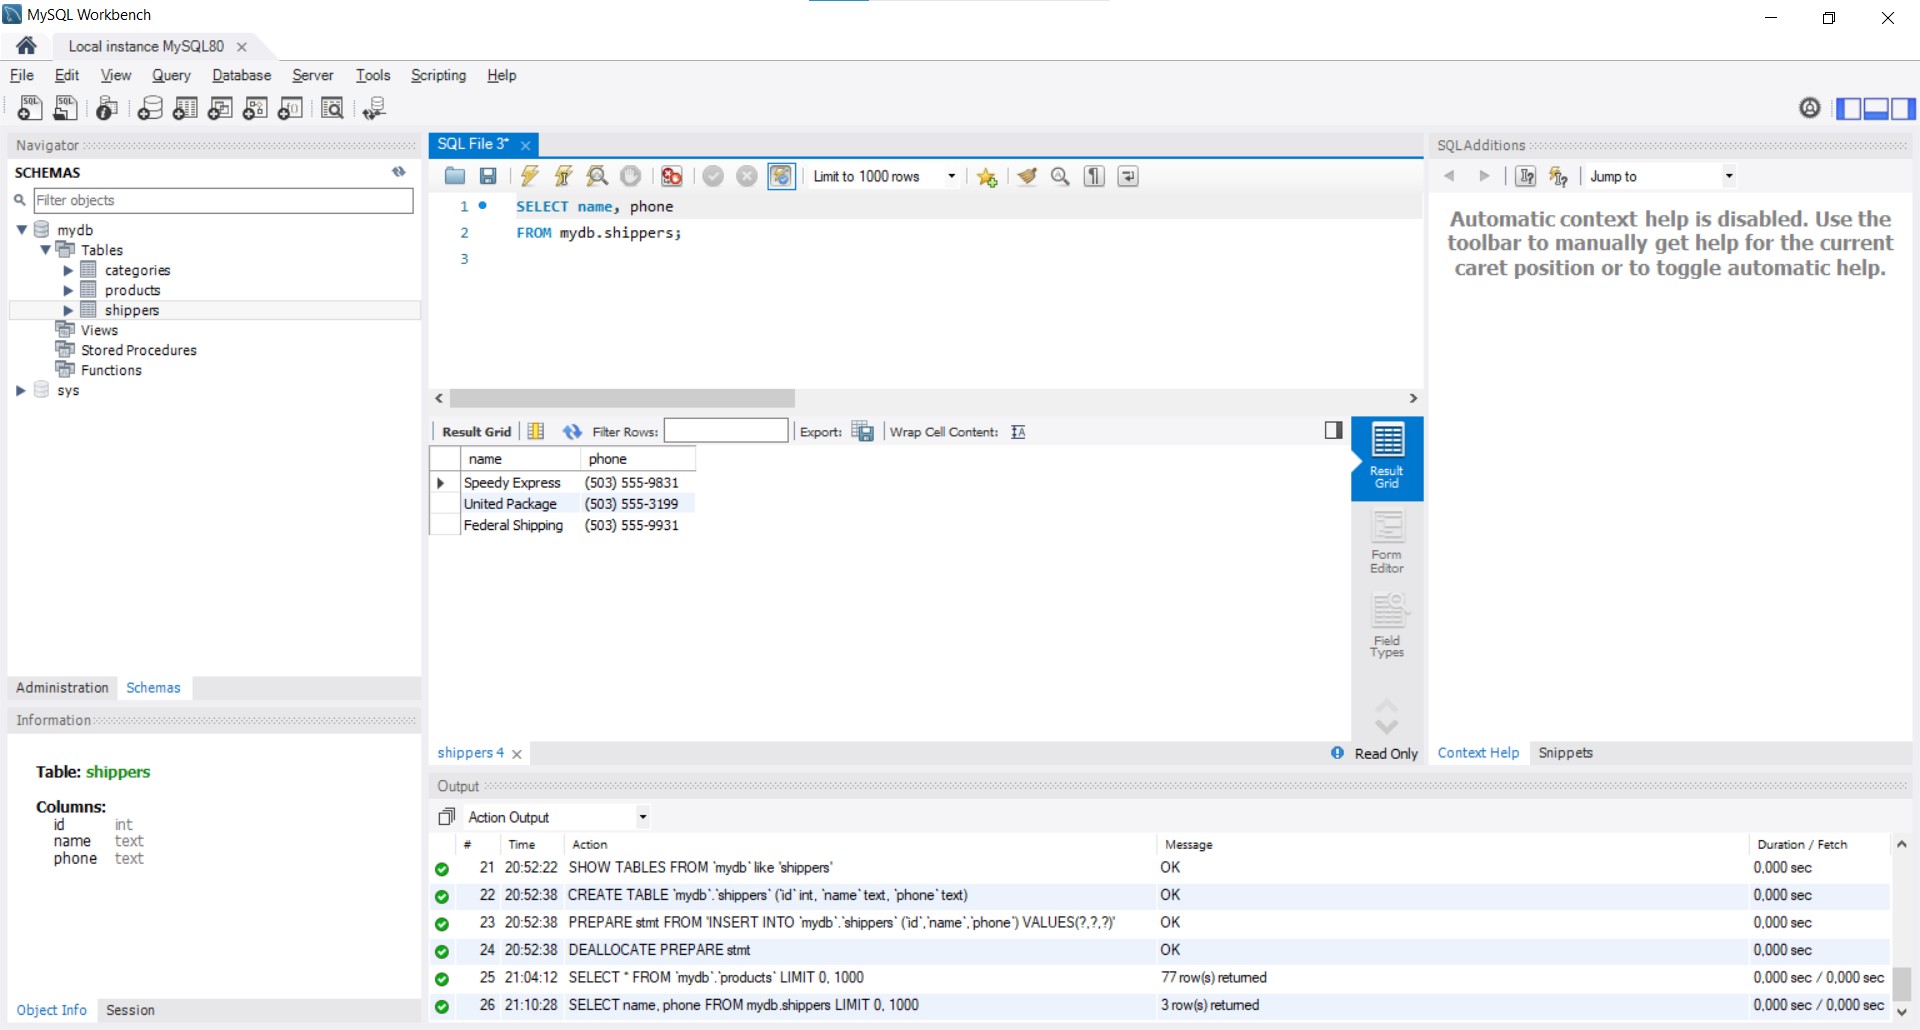 MySQL Workbench
Local instance MySQL80
File Edit View Query Database Server Tools Scripting Help
Navigator
SCHEMAS
Filter objects
mydb
Tables
categories
products
shippers
Views
Stored Procedures
Functions
sys
Administration Schemas
Information
Table: shippers
Columns:
id int
name text
phone text
Object Info Session
SQL File 3*
Limit to 1000 rows
1 SELECT name, phone
2 FROM mydb.shippers;
3
Result Grid Filter Rows: Export: Wrap Cell Content:
name phone
Speedy Express (503) 555-9831
United Package (503) 555-3199
Federal Shipping (503) 555-9931
Result
Grid
Form
Editor
Field
Types
shippers 4 Read Only
SQLAdditions
Jump to
Automatic context help is disabled. Use the
toolbar to manually get help for the current
caret position or to toggle automatic help.
Context Help Snippets
Output
Action Output
# Time Action Message Duration / Fetch
21 20:52:22 SHOW TABLES FROM `mydb` like 'shippers' OK 0,000 sec
22 20:52:38 CREATE TABLE `mydb`.`shippers` (`id` int, `name` text, `phone` text) OK 0,000 sec
23 20:52:38 PREPARE stmt FROM 'INSERT INTO `mydb`.`shippers` (`id`,`name`,`phone`) VALUES(?,?,?)' OK 0,000 sec
24 20:52:38 DEALLOCATE PREPARE stmt OK 0,000 sec
25 21:04:12 SELECT * FROM `mydb`.`products` LIMIT 0, 1000 77 row(s) returned 0,000 sec / 0,000 sec
26 21:10:28 SELECT name, phone FROM mydb.shippers LIMIT 0, 1000 3 row(s) returned 0,000 sec / 0,000 sec